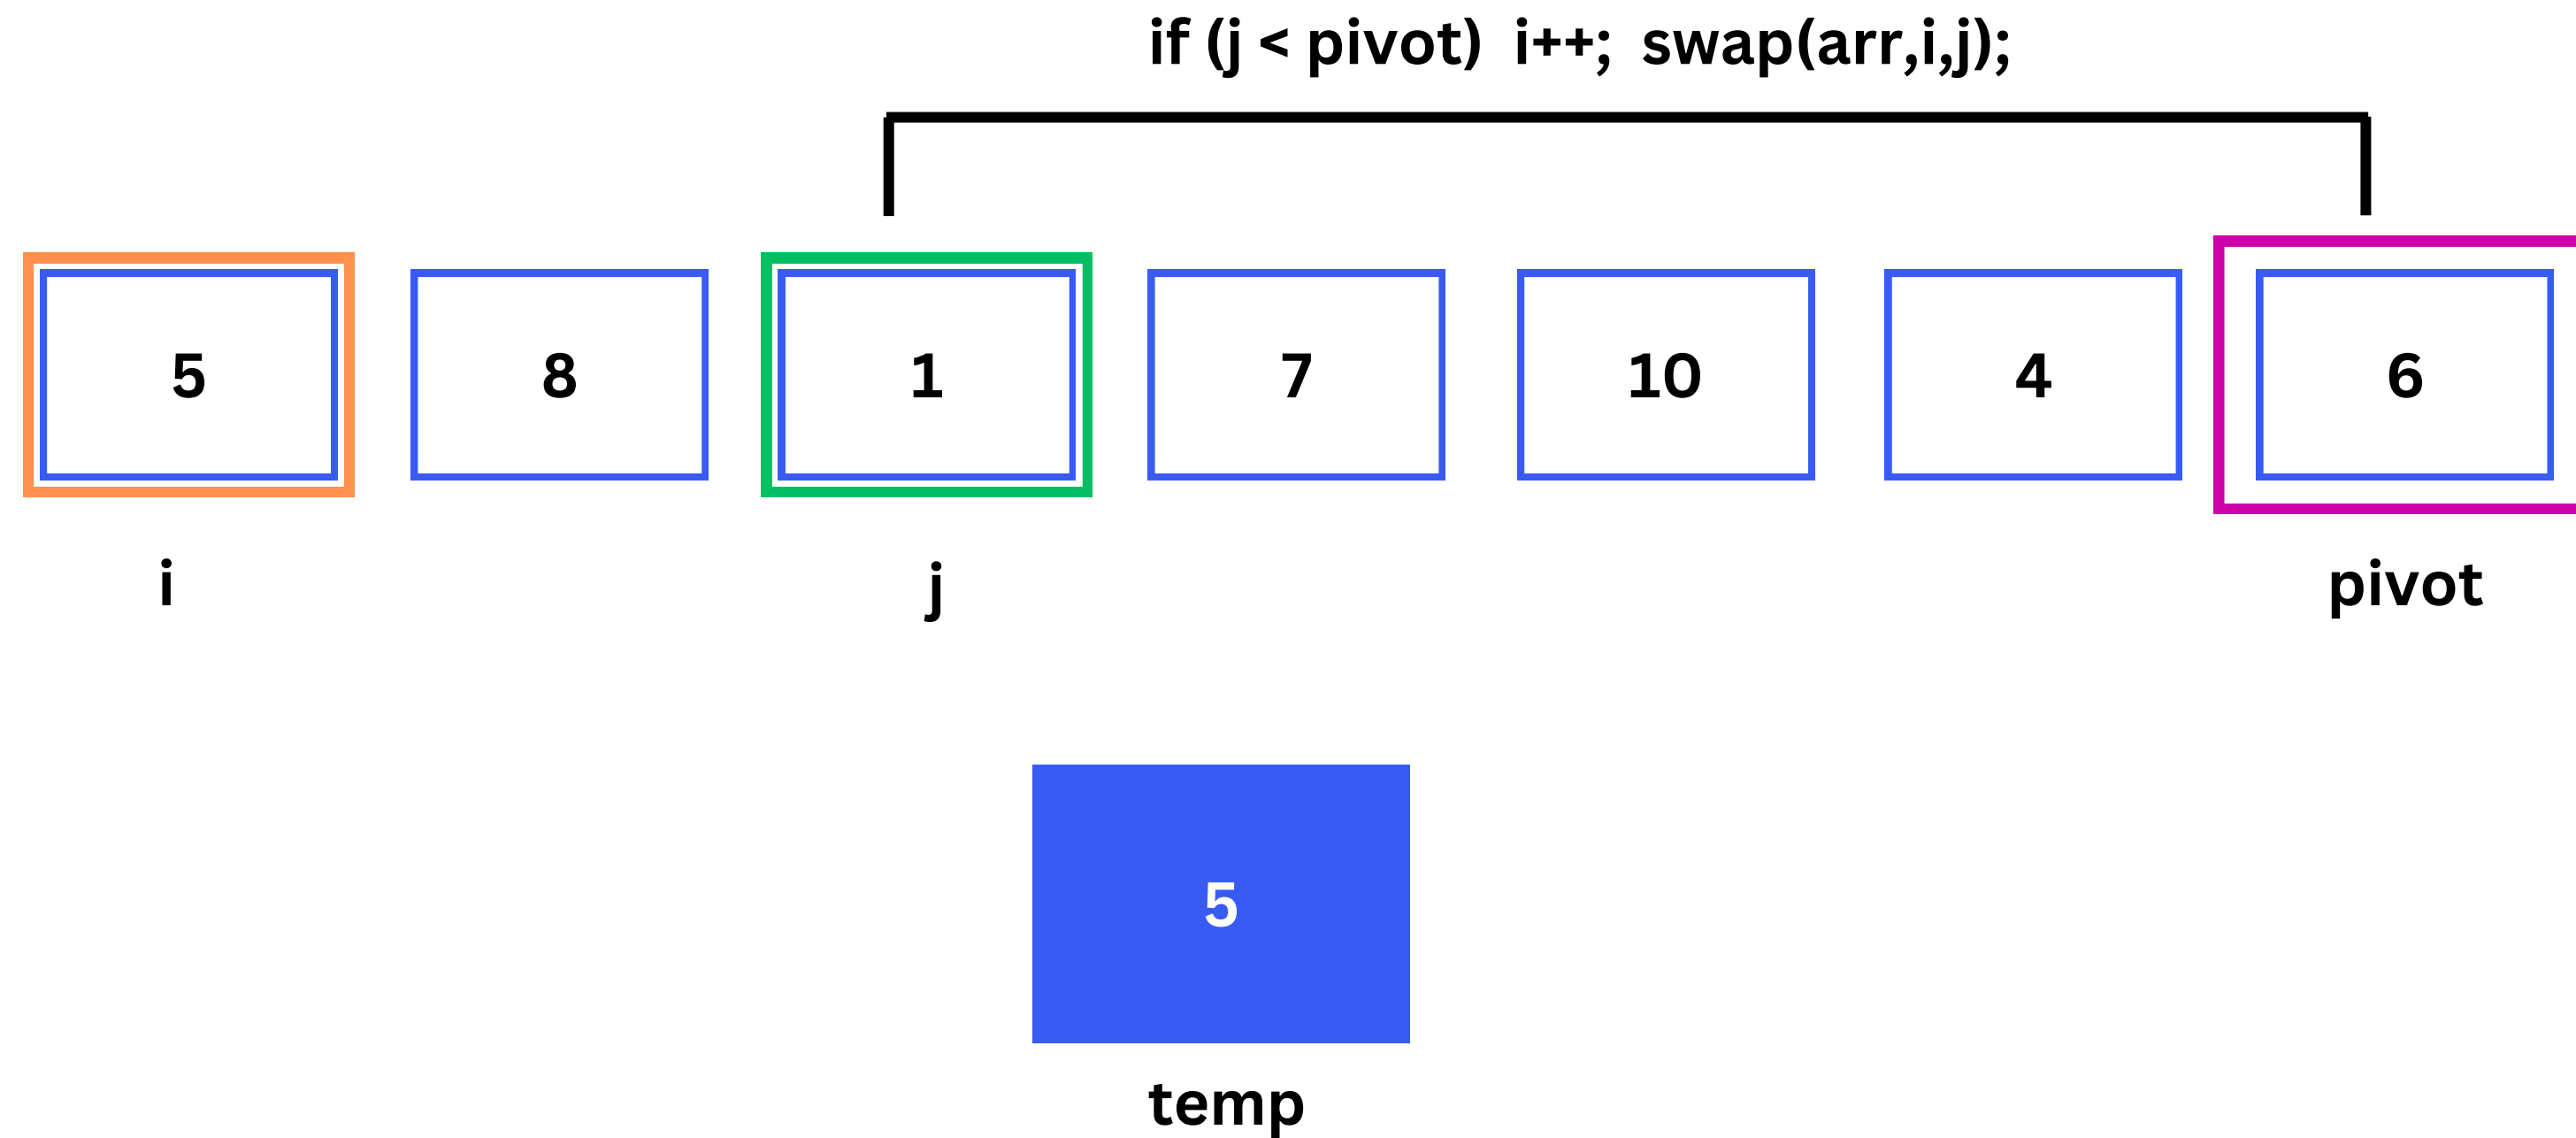 if (j < pivot)  i++;  swap(arr,i,j);
5 8 1 7 10 4 6
i j pivot
5
temp